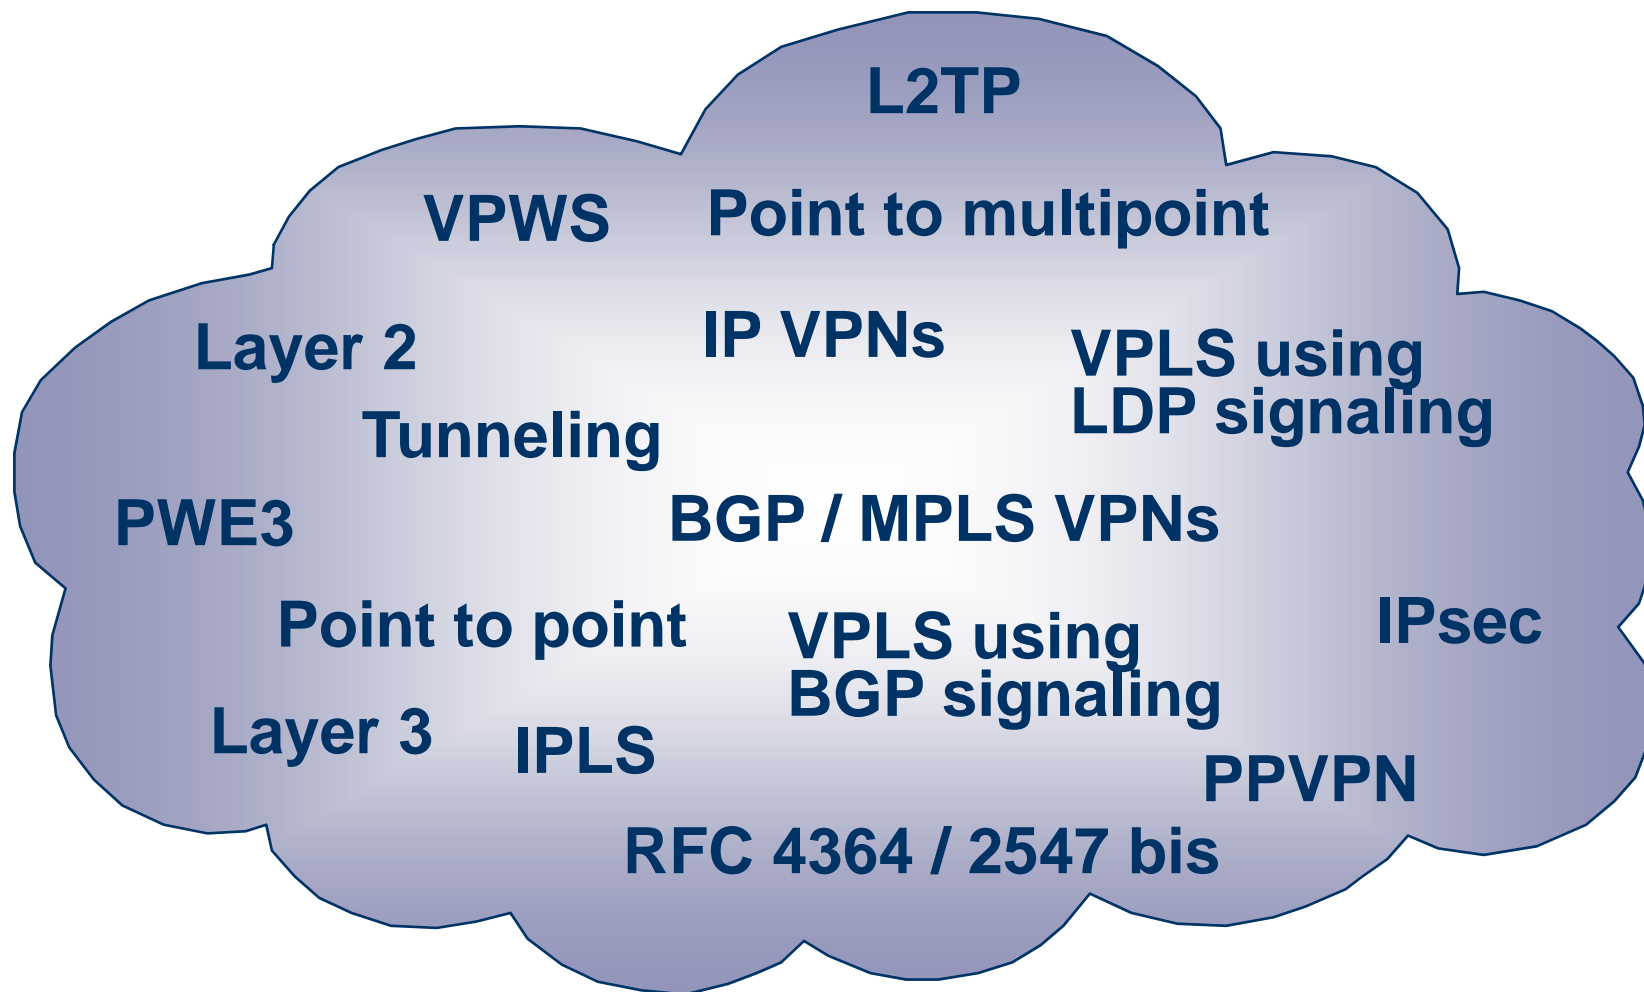 L2TP
VPWS
Point to multipoint
IP VPNs
Layer 2
VPLS using
LDP signaling
Tunneling
PWE3
BGP / MPLS VPNs
Point to point
VPLS using
BGP signaling
IPsec
Layer 3
IPLS
PPVPN
RFC 4364 / 2547 bis